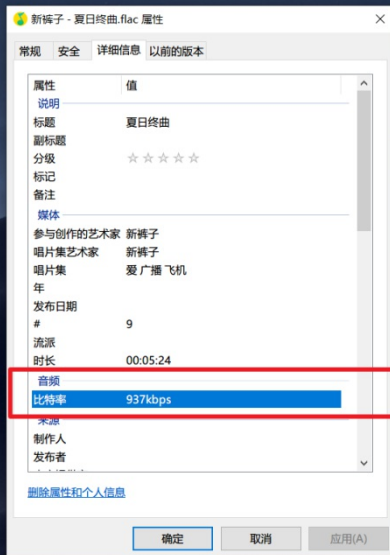 新裤子 - 夏日终曲.flac 属性
常规 安全 详细信息 以前的版本
属性 值
说明
标题 夏日终曲
副标题
分级 ☆ ☆ ☆ ☆ ☆
标记
备注
媒体
参与创作的艺术家 新裤子
唱片集艺术家 新裤子
唱片集 爱 广播 飞机
年
发布日期
# 9
流派
时长 00:05:24
音频
比特率 937kbps
来源
制作人
发布者
删除属性和个人信息
确定 取消 应用(A)